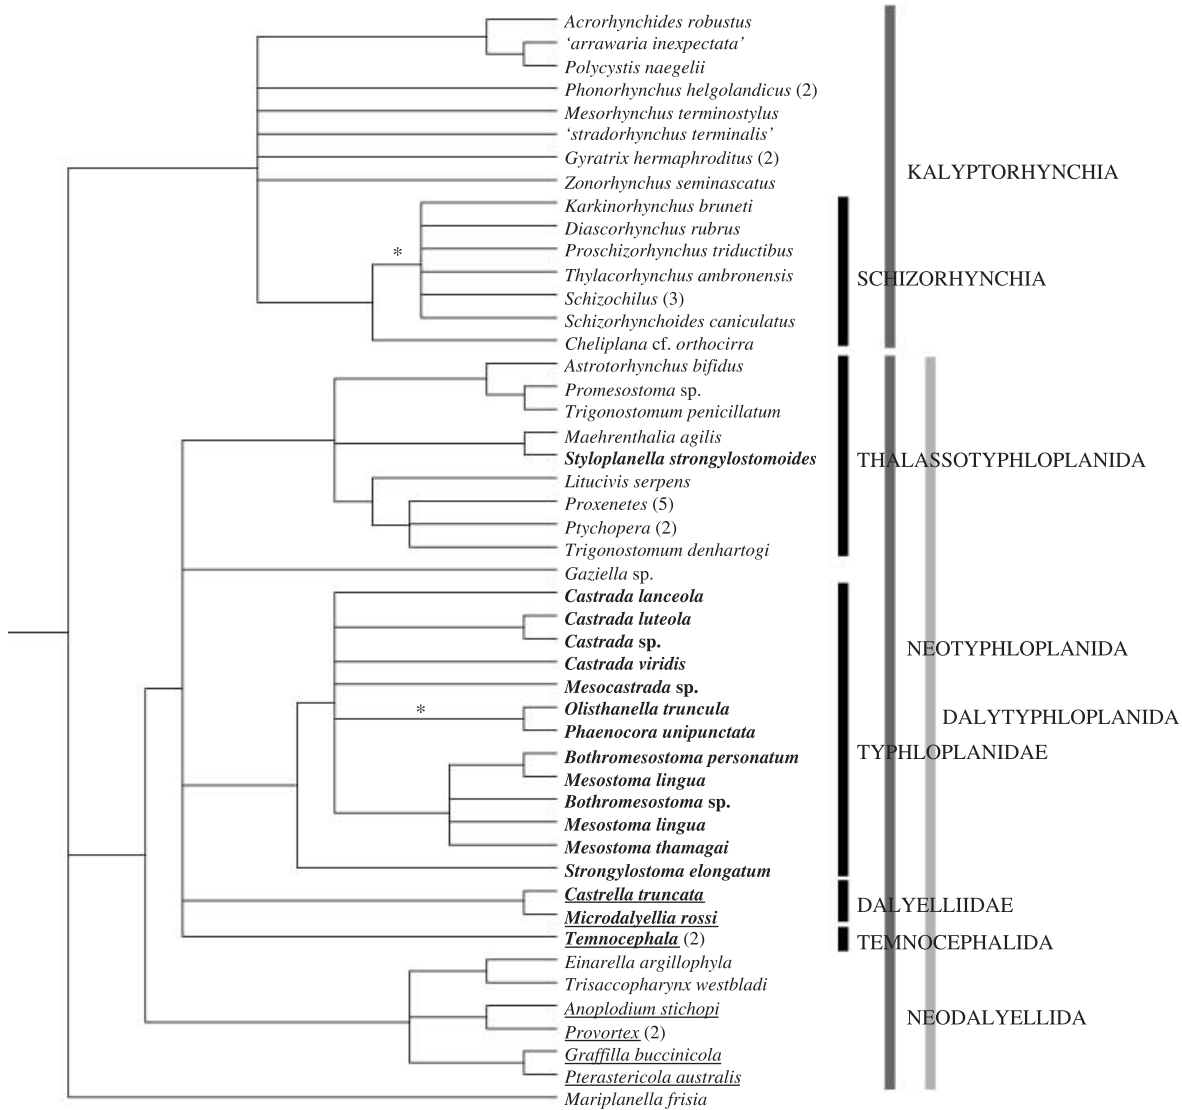 Acrorhynchides robustus
‘arrawaria inexpectata’
Polycystis naegelii
Phonorhynchus helgolandicus (2)
Mesorhynchus terminostylus
‘stradorhynchus terminalis’
Gyratrix hermaphroditus (2)
Zonorhynchus seminascatus
Karkinorhynchus bruneti
Diascorhynchus rubrus
Proschizorhynchus triductibus
Thylacorhynchus ambronensis
Schizochilus (3)
Schizorhynchoides caniculatus
Cheliplana cf. orthocirra
Astrotorhynchus bifidus
Promesostoma sp.
Trigonostomum penicillatum
Maehrenthalia agilis
Styloplanella strongylostomoides
Litucivis serpens
Proxenetes (5)
Ptychopera (2)
Trigonostomum denhartogi
Gaziella sp.
Castrada lanceola
Castrada luteola
Castrada sp.
Castrada viridis
Mesocastrada sp.
Olisthanella truncula
Phaenocora unipunctata
Bothromesostoma personatum
Mesostoma lingua
Bothromesostoma sp.
Mesostoma lingua
Mesostoma thamagai
Strongylostoma elongatum
Castrella truncata
Microdalyellia rossi
Temnocephala (2)
Einarella argillophyla
Trisaccopharynx westbladi
Anoplodium stichopi
Provortex (2)
Graffilla buccinicola
Pterastericola australis
Mariplanella frisia
*
*
KALYPTORHYNCHIA
SCHIZORHYNCHIA
THALASSOTYPHLOPLANIDA
NEOTYPHLOPLANIDA
DALYTYPHLOPLANIDA
TYPHLOPLANIDAE
DALYELLIIDAE
TEMNOCEPHALIDA
NEODALYELLIDA